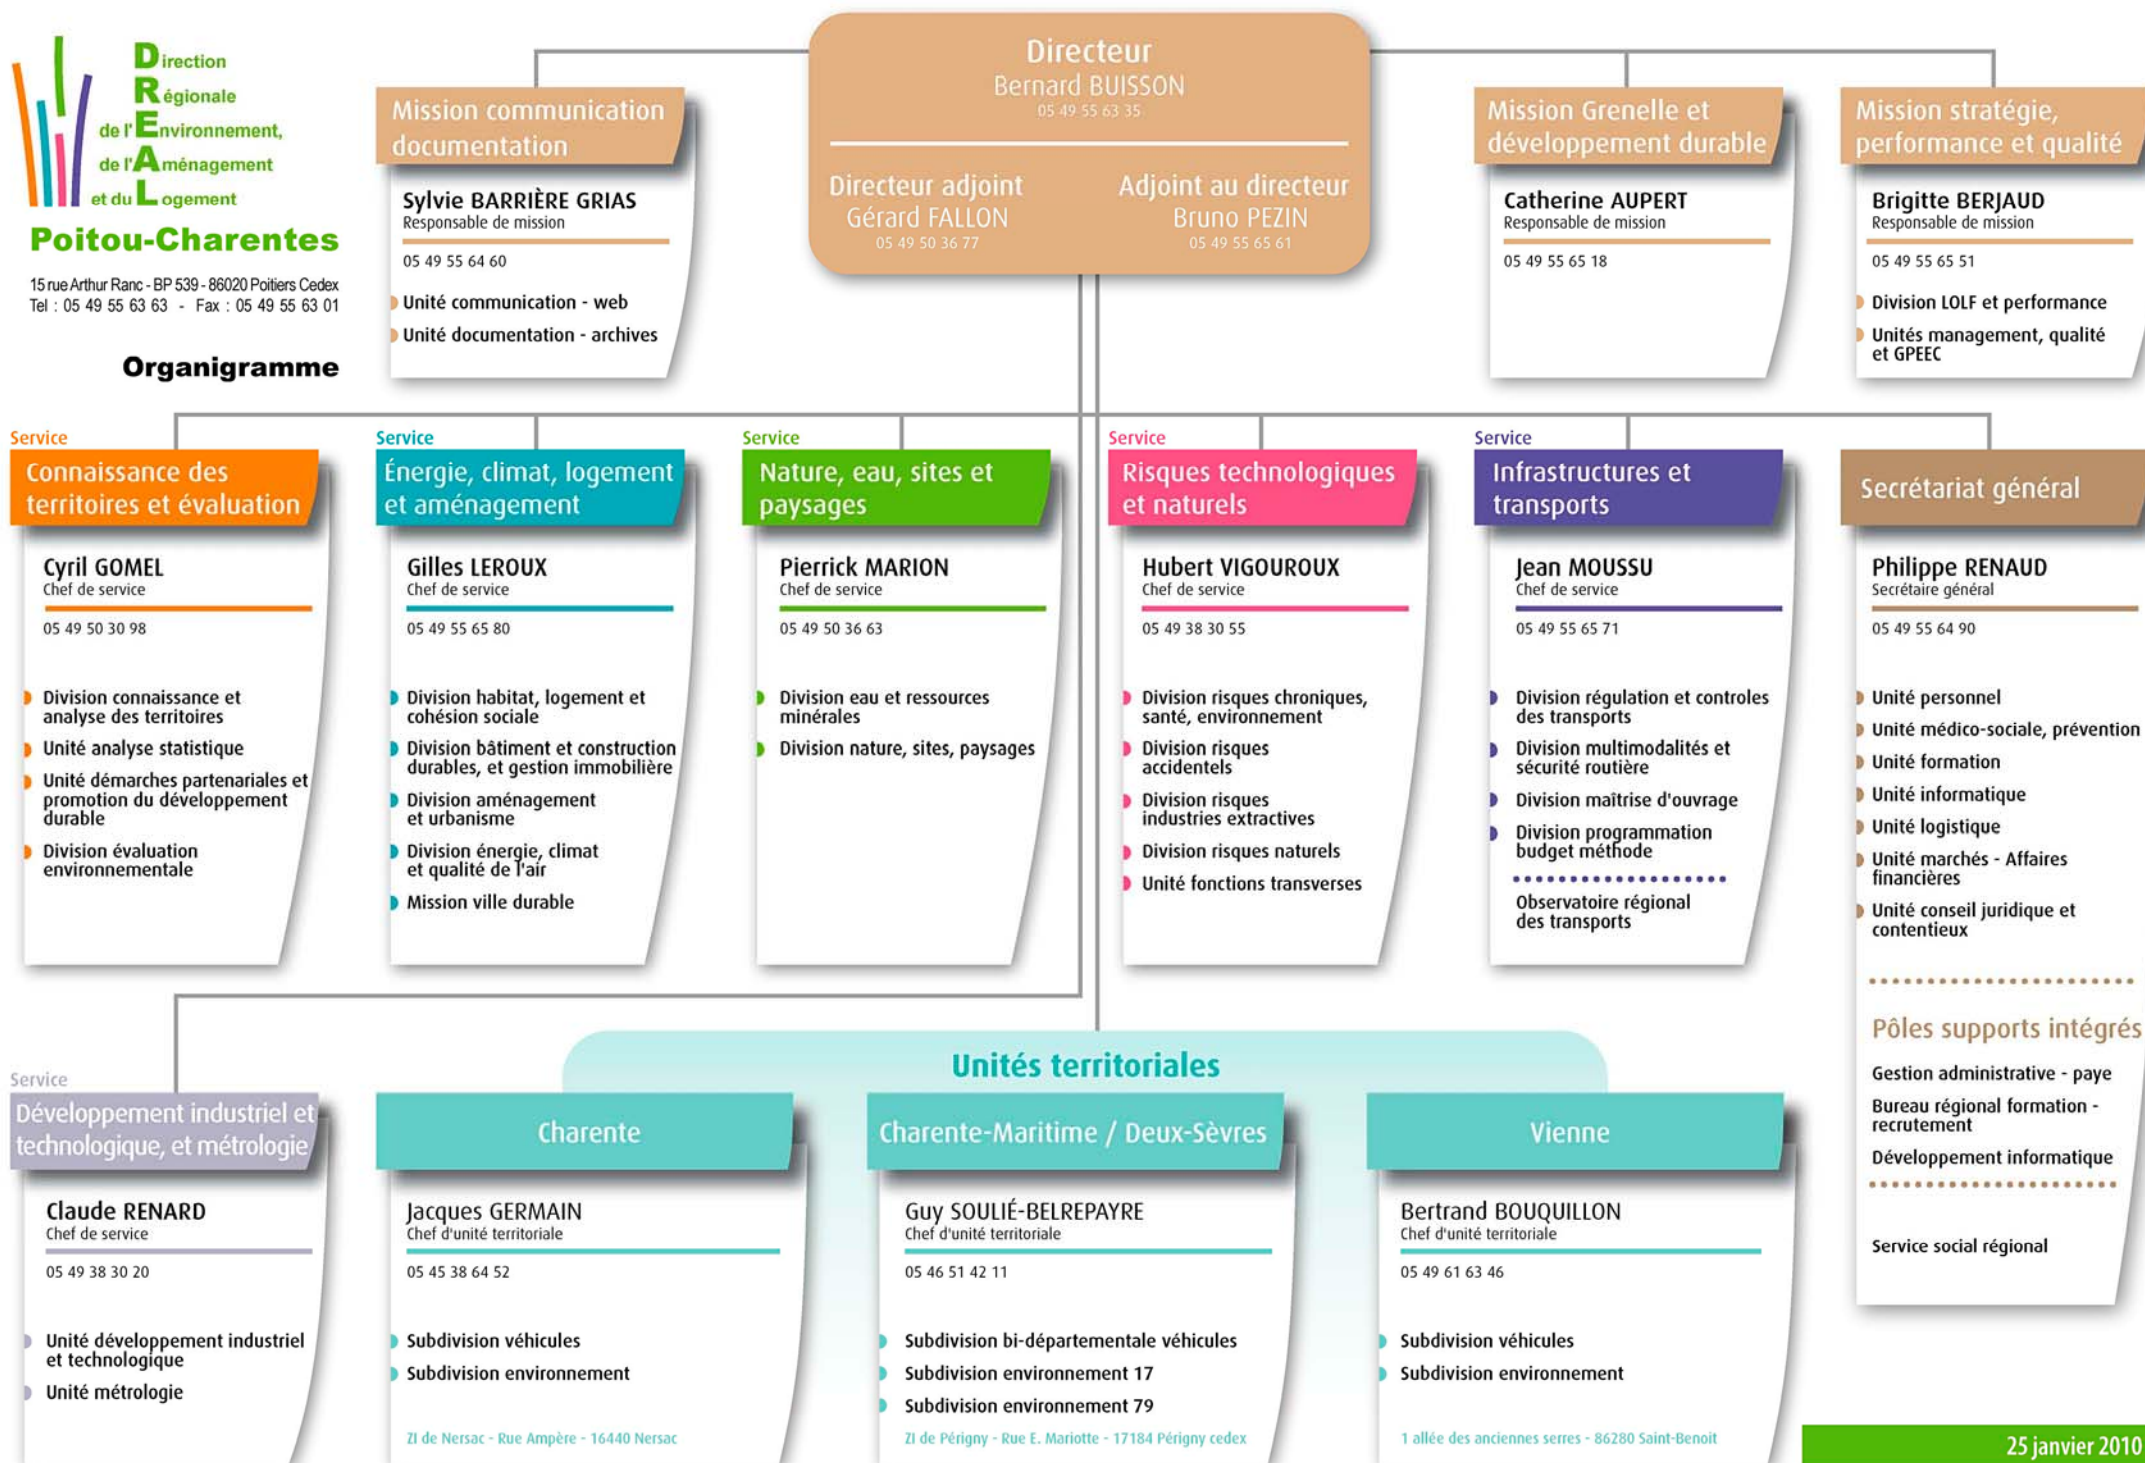 Direction
Régionale
de l'Environnement,
de l'Aménagement
et du Logement
Poitou-Charentes
15 rue Arthur Ranc - BP 539 - 86020 Poitiers Cedex
Tel : 05 49 55 63 63 - Fax : 05 49 55 63 01
Organigramme
Directeur
Bernard BUISSON
05 49 55 63 35
Directeur adjoint
Gérard FALLON
05 49 50 36 77
Adjoint au directeur
Bruno PEZIN
05 49 55 65 61
Mission communication
documentation
Sylvie BARRIÈRE GRIAS
Responsable de mission
05 49 55 64 60
Unité communication - web
Unité documentation - archives
Mission Grenelle et
développement durable
Catherine AUPERT
Responsable de mission
05 49 55 65 18
Mission stratégie,
performance et qualité
Brigitte BERJAUD
Responsable de mission
05 49 55 65 51
Division LOLF et performance
Unités management, qualité
et GPEEC
Service
Connaissance des
territoires et évaluation
Cyril GOMEL
Chef de service
05 49 50 30 98
Division connaissance et
analyse des territoires
Unité analyse statistique
Unité démarches partenariales et
promotion du développement
durable
Division évaluation
environnementale
Service
Énergie, climat, logement
et aménagement
Gilles LEROUX
Chef de service
05 49 55 65 80
Division habitat, logement et
cohésion sociale
Division bâtiment et construction
durables, et gestion immobilière
Division aménagement
et urbanisme
Division énergie, climat
et qualité de l'air
Mission ville durable
Service
Nature, eau, sites et
paysages
Pierrick MARION
Chef de service
05 49 50 36 63
Division eau et ressources
minérales
Division nature, sites, paysages
Service
Risques technologiques
et naturels
Hubert VIGOUROUX
Chef de service
05 49 38 30 55
Division risques chroniques,
santé, environnement
Division risques
accidentels
Division risques
industries extractives
Division risques naturels
Unité fonctions transverses
Service
Infrastructures et
transports
Jean MOUSSU
Chef de service
05 49 55 65 71
Division régulation et controles
des transports
Division multimodalités et
sécurité routière
Division maîtrise d'ouvrage
Division programmation
budget méthode
Observatoire régional
des transports
Secrétariat général
Philippe RENAUD
Secrétaire général
05 49 55 64 90
Unité personnel
Unité médico-sociale, prévention
Unité formation
Unité informatique
Unité logistique
Unité marchés - Affaires
financières
Unité conseil juridique et
contentieux
Pôles supports intégrés
Gestion administrative - paye
Bureau régional formation -
recrutement
Développement informatique
Service social régional
Service
Développement industriel et
technologique, et métrologie
Claude RENARD
Chef de service
05 49 38 30 20
Unité développement industriel
et technologique
Unité métrologie
Unités territoriales
Charente
Jacques GERMAIN
Chef d'unité territoriale
05 45 38 64 52
Subdivision véhicules
Subdivision environnement
ZI de Nersac - Rue Ampère - 16440 Nersac
Charente-Maritime / Deux-Sèvres
Guy SOULIÉ-BELREPAYRE
Chef d'unité territoriale
05 46 51 42 11
Subdivision bi-départementale véhicules
Subdivision environnement 17
Subdivision environnement 79
ZI de Périgny - Rue E. Mariotte - 17184 Périgny cedex
Vienne
Bertrand BOUQUILLON
Chef d'unité territoriale
05 49 61 63 46
Subdivision véhicules
Subdivision environnement
1 allée des anciennes serres - 86280 Saint-Benoit
25 janvier 2010